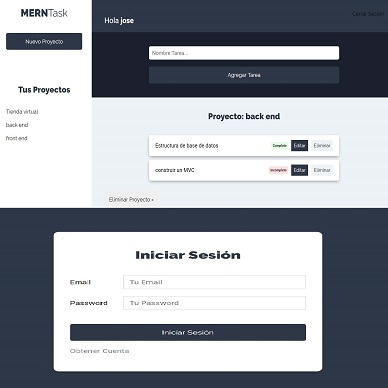 MERNTask
Nuevo Proyecto
Tus Proyectos
Tienda virtual
back end
front end
Hola jose
Cerrar Sesión
Nombre Tarea...
Agregar Tarea
Proyecto: back end
Estructura de base de datos
Completo
Editar
Eliminar
construir un MVC
Incompleto
Editar
Eliminar
Eliminar Proyecto ×
Iniciar Sesión
Email
Tu Email
Password
Tu Password
Iniciar Sesión
Obtener Cuenta